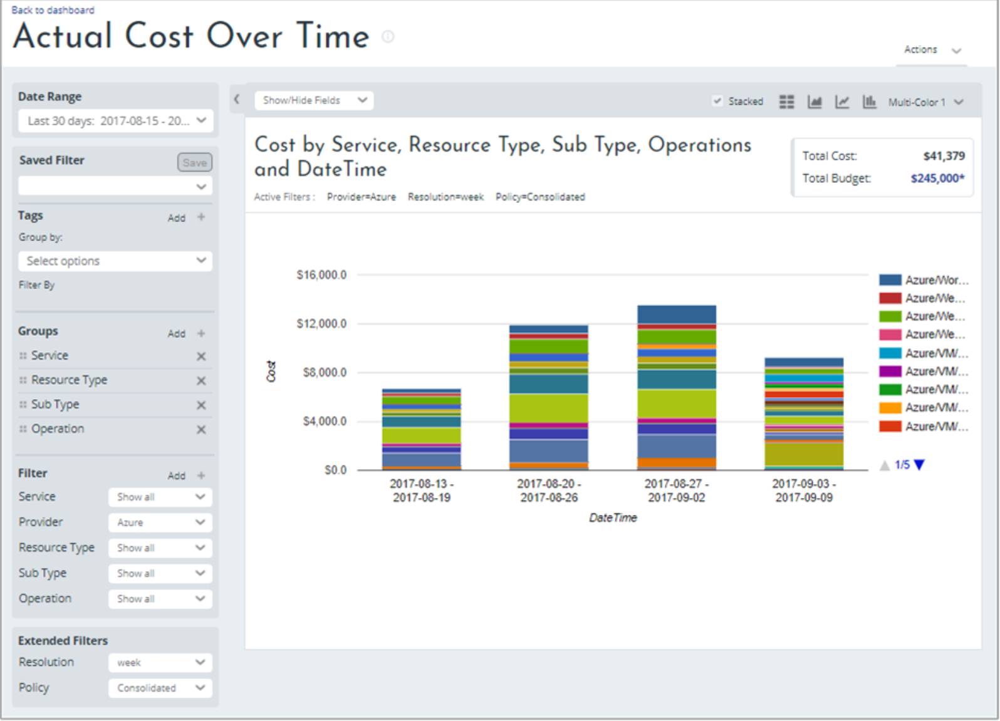 Back to dashboard
Actual Cost Over Time
Actions
Date Range
Last 30 days: 2017-08-15 - 20...
Saved Filter
Save
Tags
Add +
Group by:
Select options
Filter By
Groups
Add +
Service
Resource Type
Sub Type
Operation
Filter
Add +
Service
Show all
Provider
Azure
Resource Type
Show all
Sub Type
Show all
Operation
Show all
Extended Filters
Resolution
week
Policy
Consolidated
Show/Hide Fields
Stacked
Multi-Color 1
Cost by Service, Resource Type, Sub Type, Operations
and DateTime
Active Filters : Provider=Azure Resolution=week Policy=Consolidated
Total Cost: $41,379
Total Budget: $245,000*
$16,000.0
$12,000.0
$8,000.0
$4,000.0
$0.0
Cost
2017-08-13 -
2017-08-19
2017-08-20 -
2017-08-26
2017-08-27 -
2017-09-02
2017-09-03 -
2017-09-09
DateTime
Azure/Wor...
Azure/We...
Azure/We...
Azure/We...
Azure/VM/...
Azure/VM/...
Azure/VM/...
Azure/VM/...
Azure/VM/...
1/5